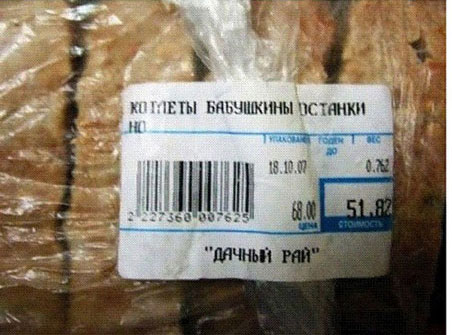 КОТЛЕТЫ БАБУШКИНЫ ОСТАНКИ
НО
УПАКОВАНО ГОДЕН ДО ВЕС
18.10.07 0.762
68.00 51.82
ЦЕНА СТОИМОСТЬ
2 227360 007625
"ДАЧНЫЙ РАЙ"